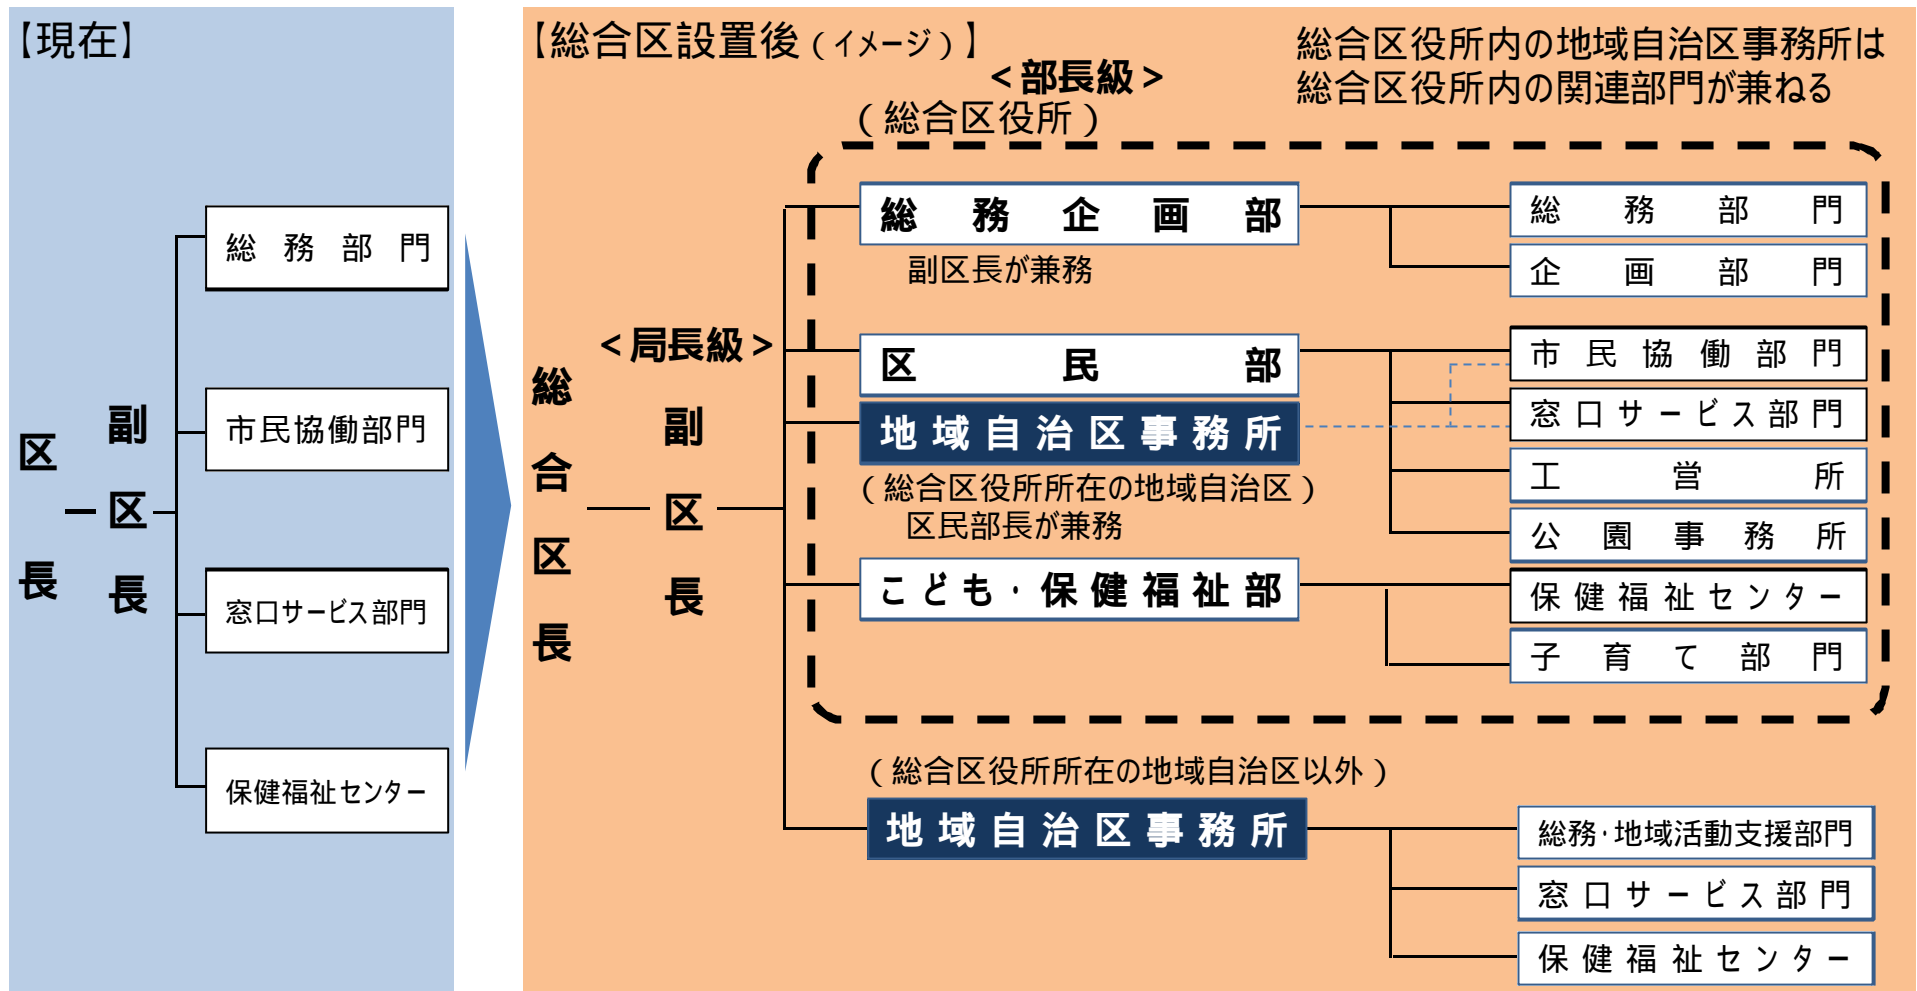 【現在】
区長
副区長
総務部門
市民協働部門
窓口サービス部門
保健福祉センター
【総合区設置後（イメージ）】
総合区役所内の地域自治区事務所は
総合区役所内の関連部門が兼ねる
<部長級>
（総合区役所）
<局長級>
総合区長
副区長
総務企画部
副区長が兼務
総務部門
企画部門
区民部
地域自治区事務所
（総合区役所所在の地域自治区）
区民部長が兼務
市民協働部門
窓口サービス部門
工営所
公園事務所
こども・保健福祉部
保健福祉センター
子育て部門
（総合区役所所在の地域自治区以外）
地域自治区事務所
総務・地域活動支援部門
窓口サービス部門
保健福祉センター